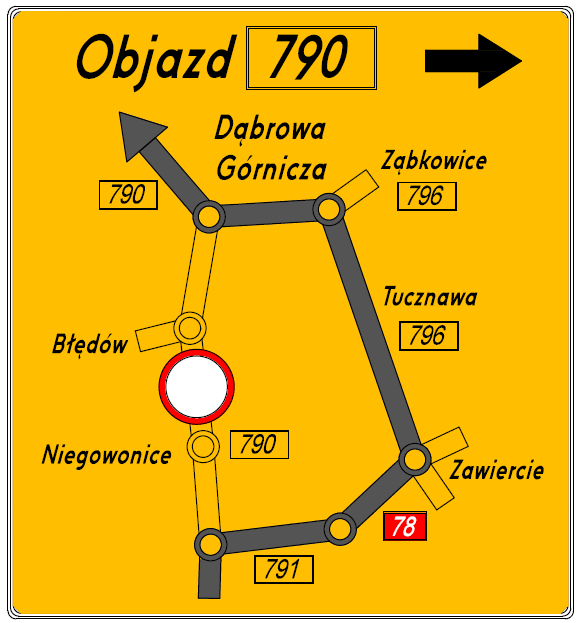 Objazd 790
Dąbrowa
Górnicza
Ząbkowice
796
790
Tucznawa
796
Błędów
790
Niegowonice
Zawiercie
78
791